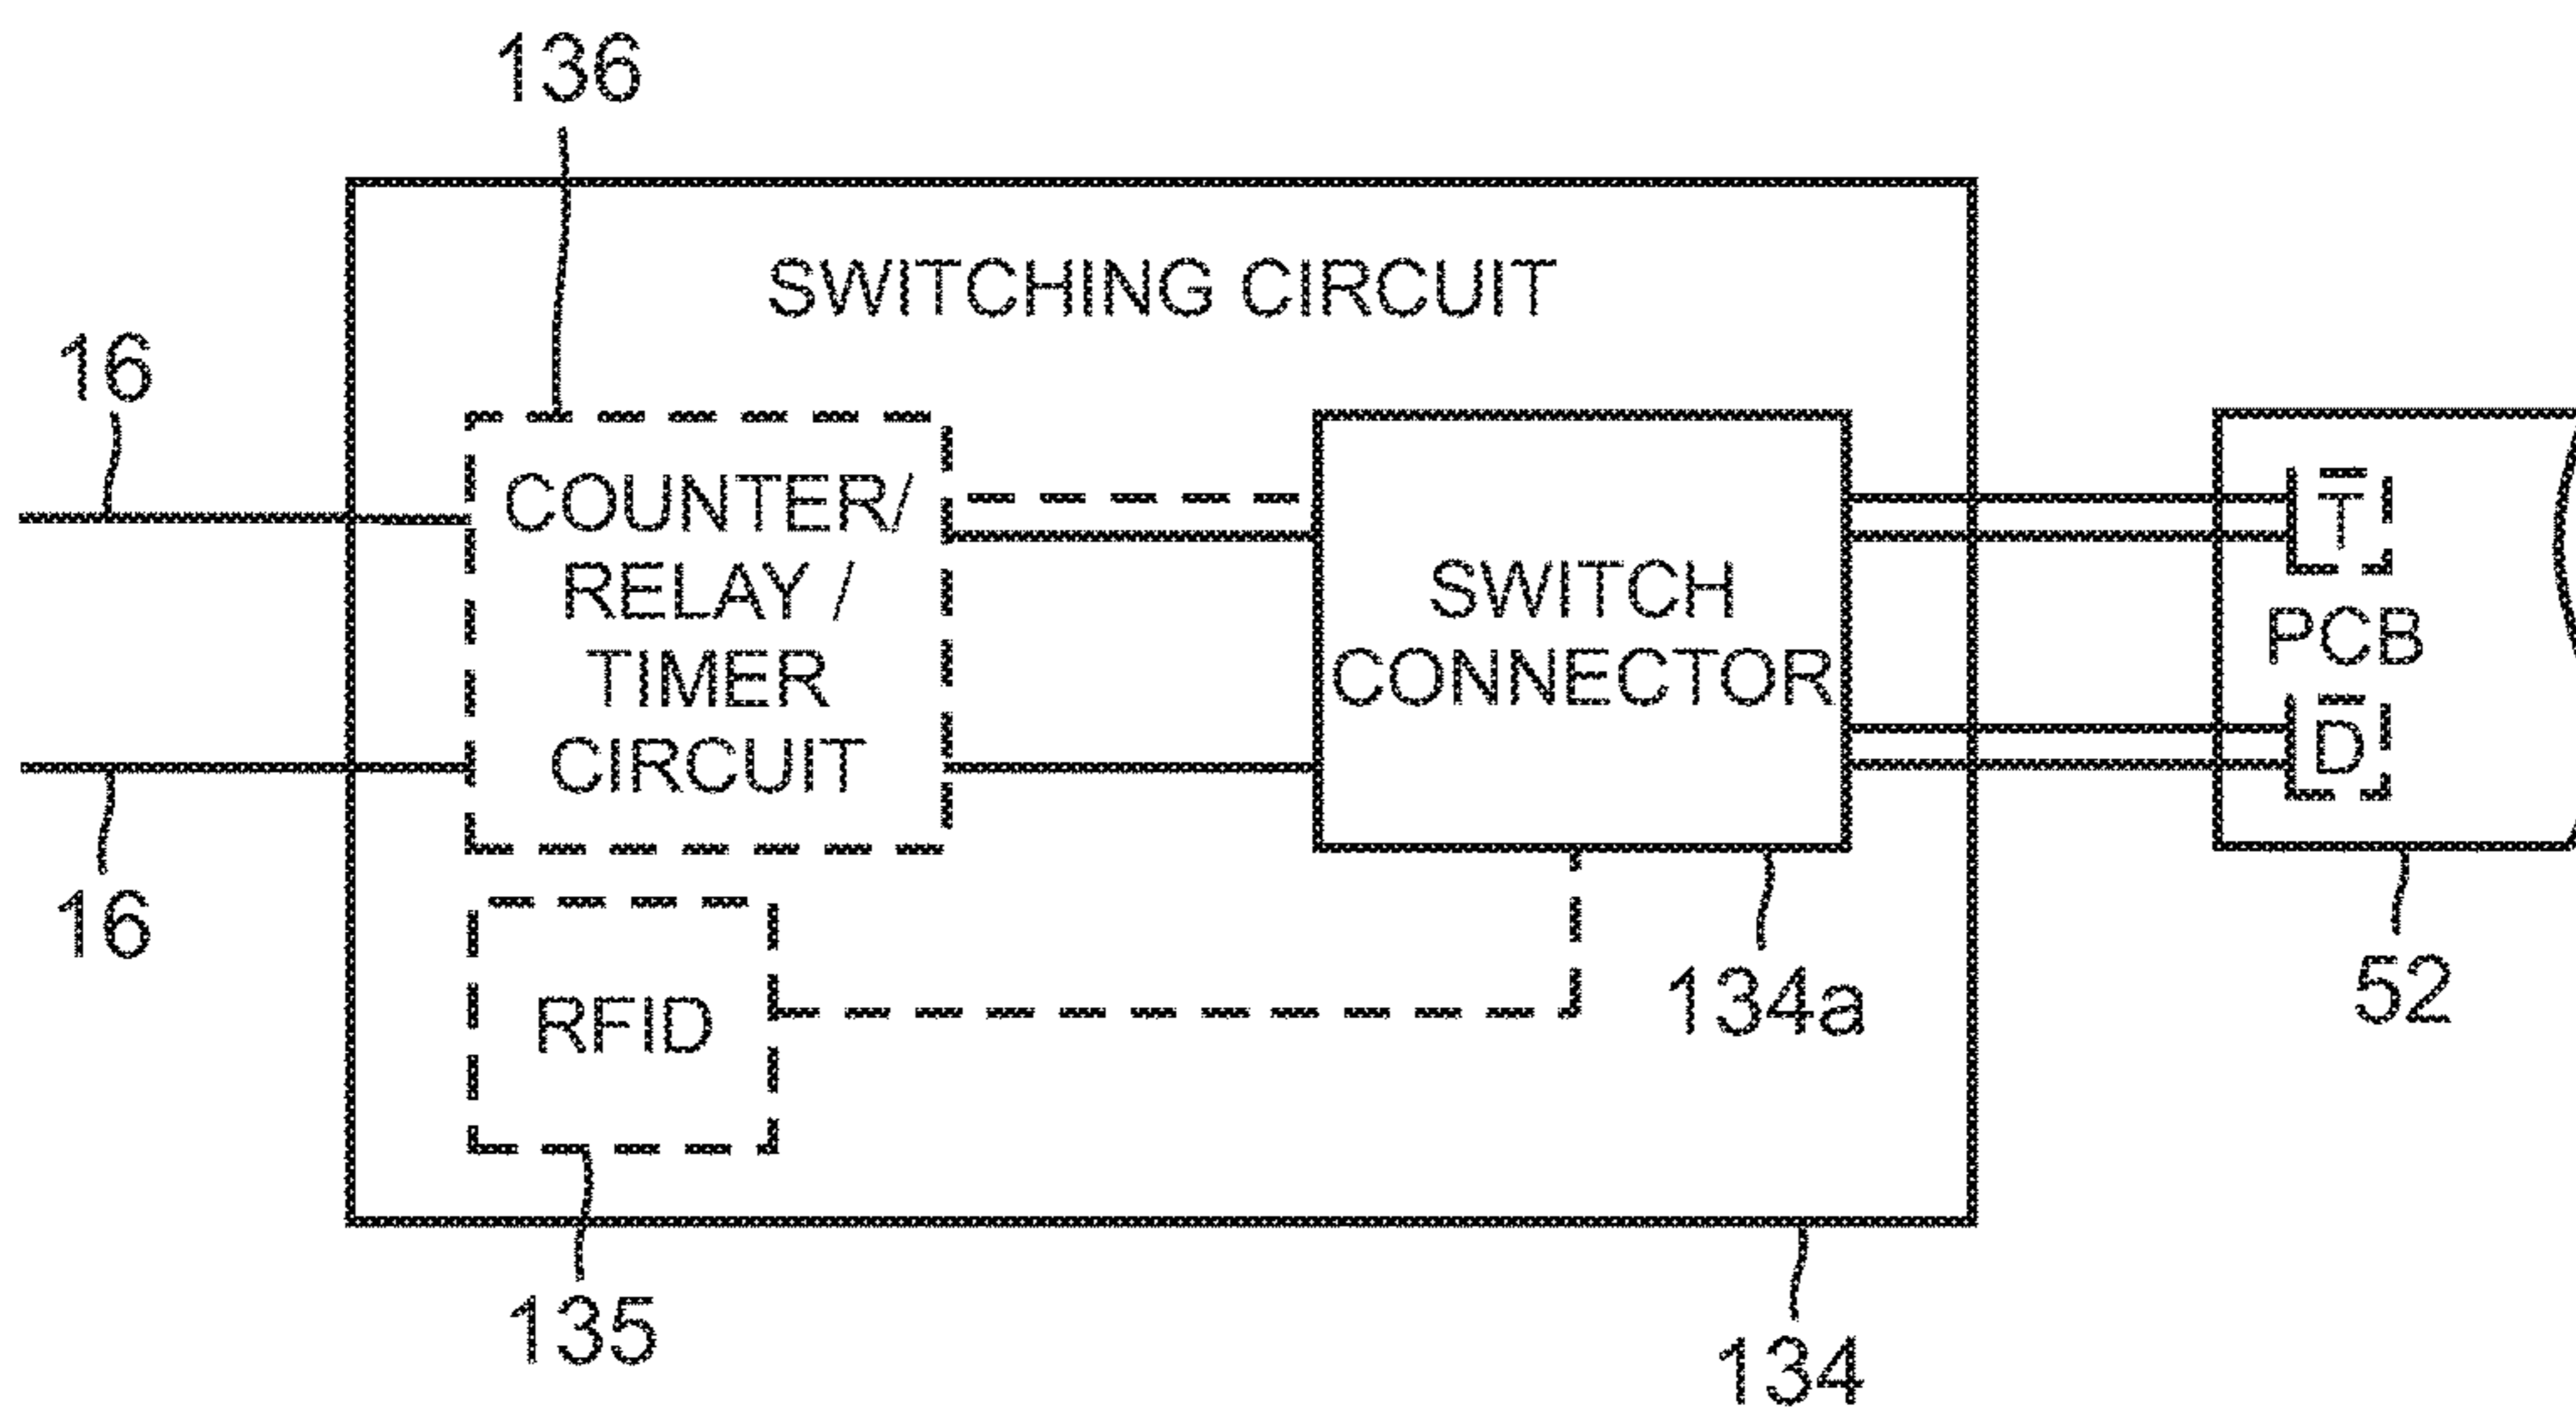 136
SWITCHING CIRCUIT
16
COUNTER/
RELAY /
TIMER
CIRCUIT
SWITCH
CONNECTOR
T
PCB
D
16
RFID
134a
52
135
134